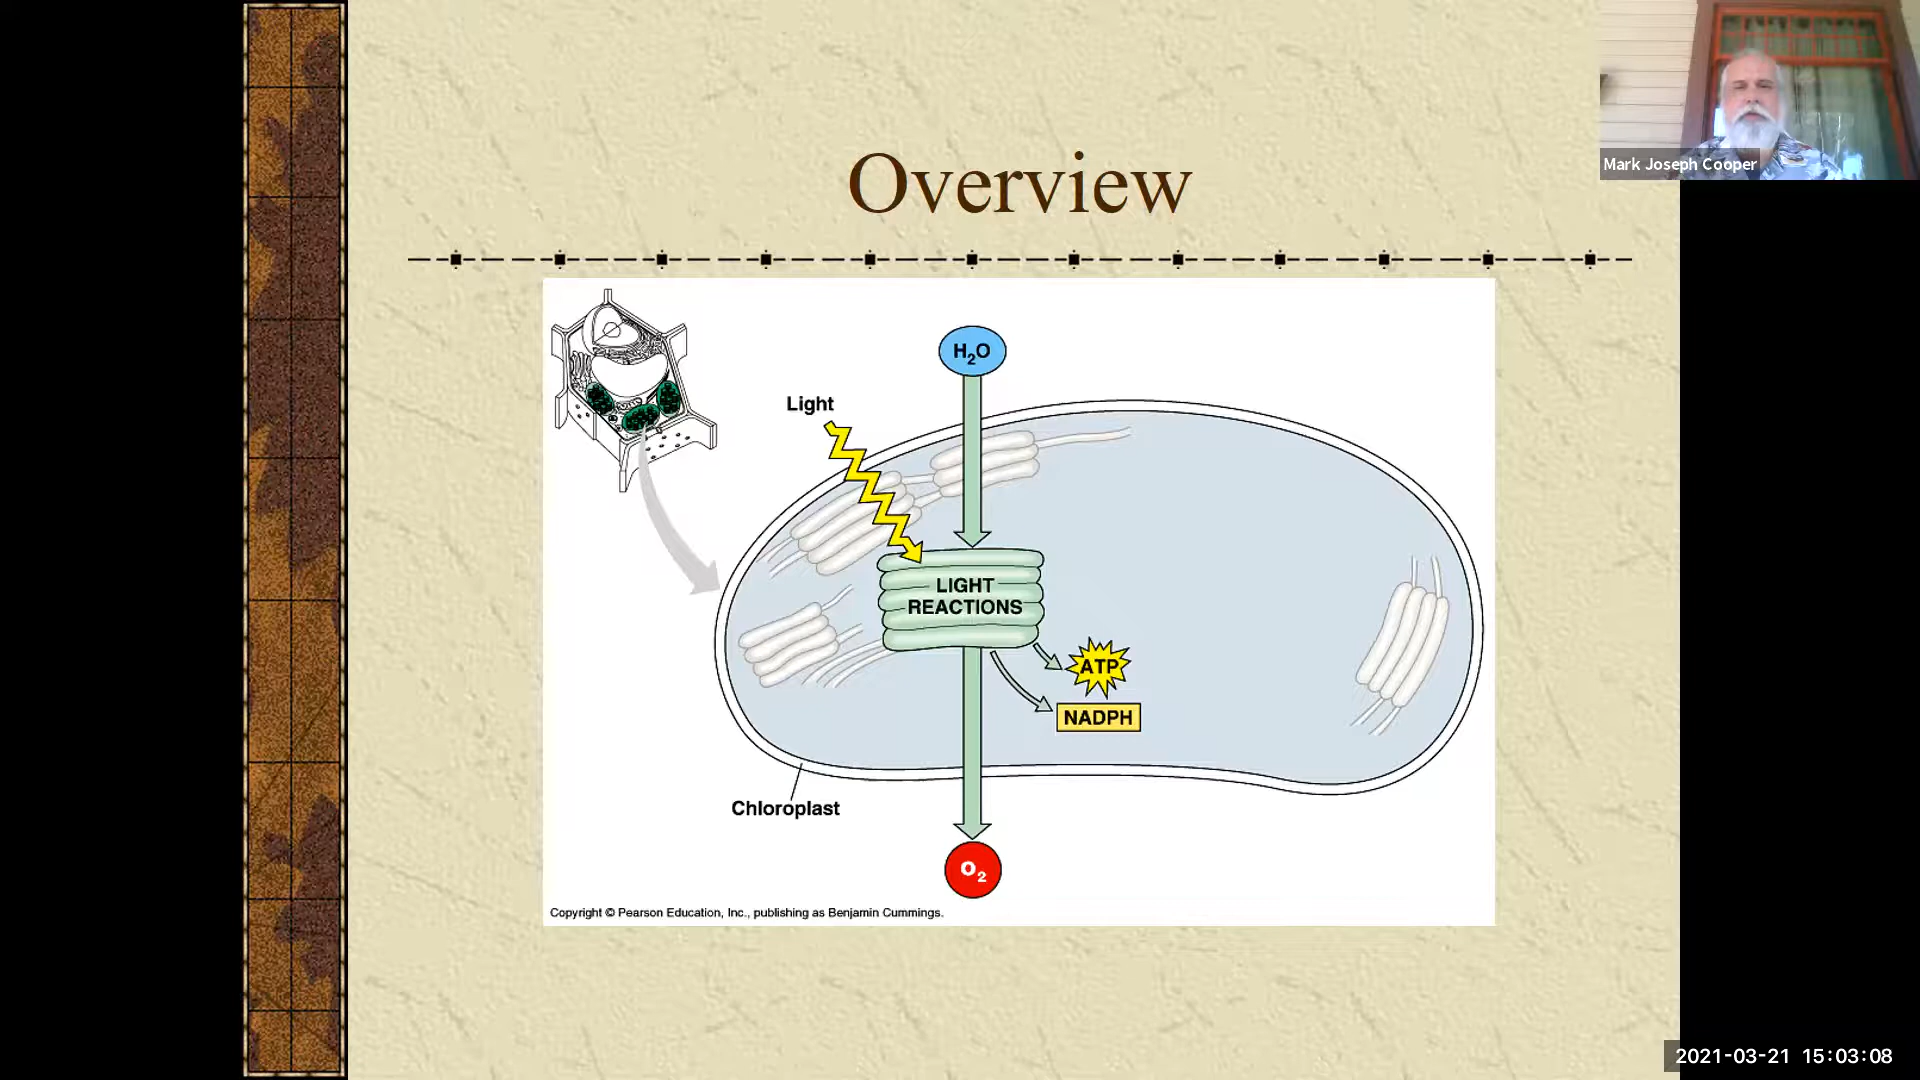 Overview
Mark Joseph Cooper
H₂O
Light
LIGHT
REACTIONS
ATP
NADPH
Chloroplast
O₂
Copyright © Pearson Education, Inc., publishing as Benjamin Cummings.
2021-03-21 15:03:08